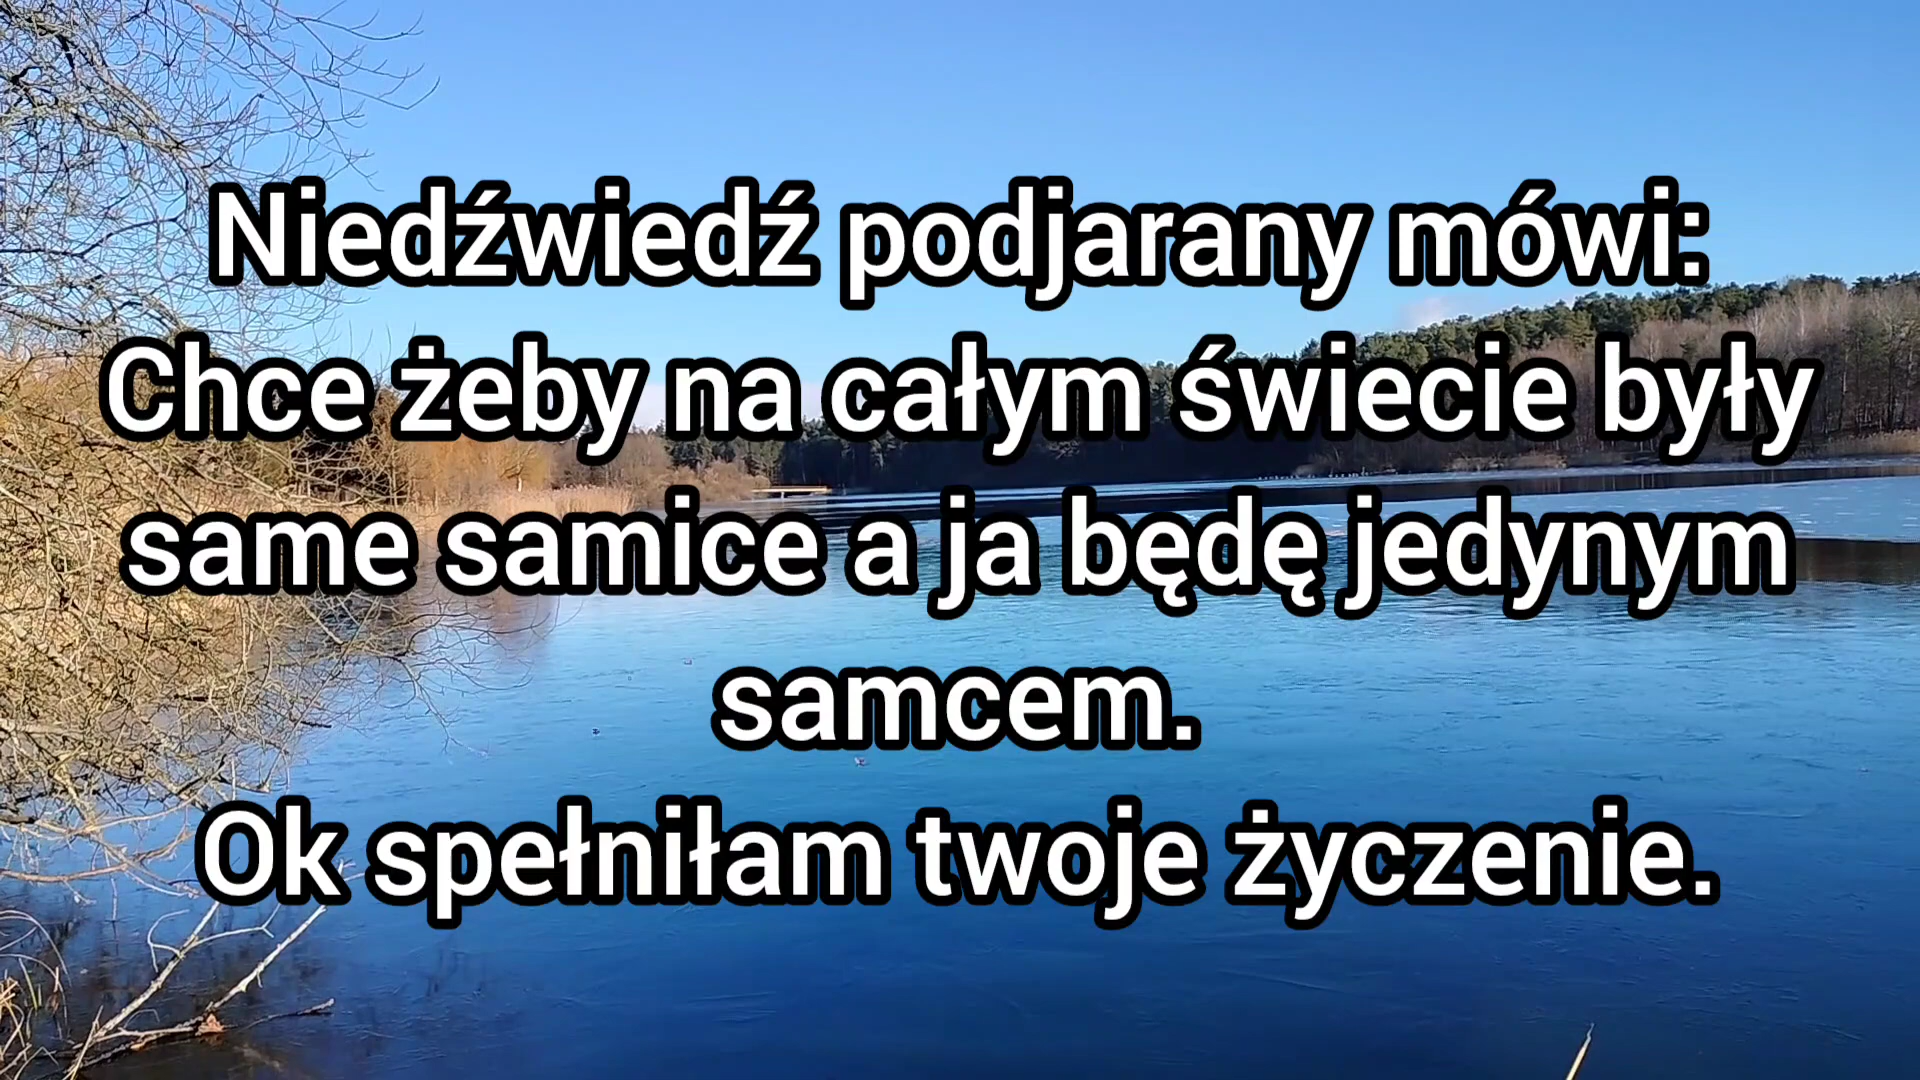 Niedźwiedź podjarany mówi:
Chce żeby na całym świecie były
same samice a ja będę jedynym
samcem.
Ok spełniłam twoje życzenie.